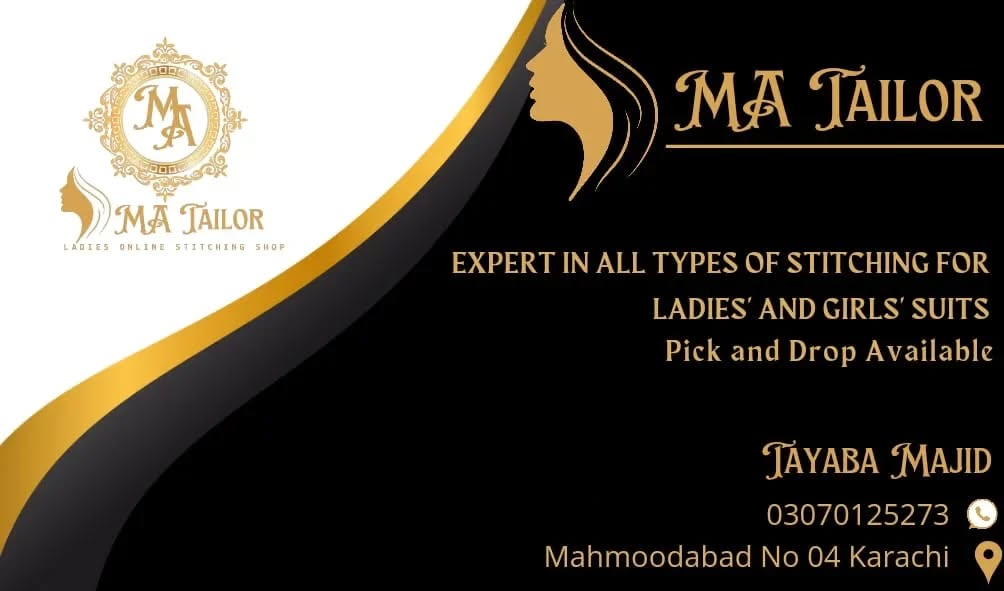 MA
MA TAILOR
LADIES ONLINE STITCHING SHOP
MA TAILOR
EXPERT IN ALL TYPES OF STITCHING FOR
LADIES' AND GIRLS' SUITS
Pick and Drop Available
TAYABA MAJID
03070125273
Mahmoodabad No 04 Karachi